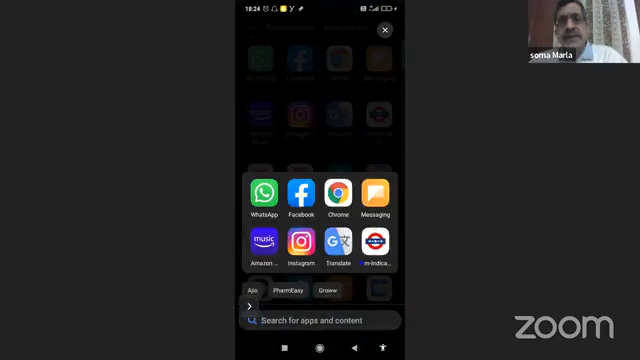 18:24
soma Marla
WhatsApp Facebook Chrome Messaging
music
Amazon ... Instagram Translate m-Indica...
Ajio PharmEasy Groww
Search for apps and content
zoom